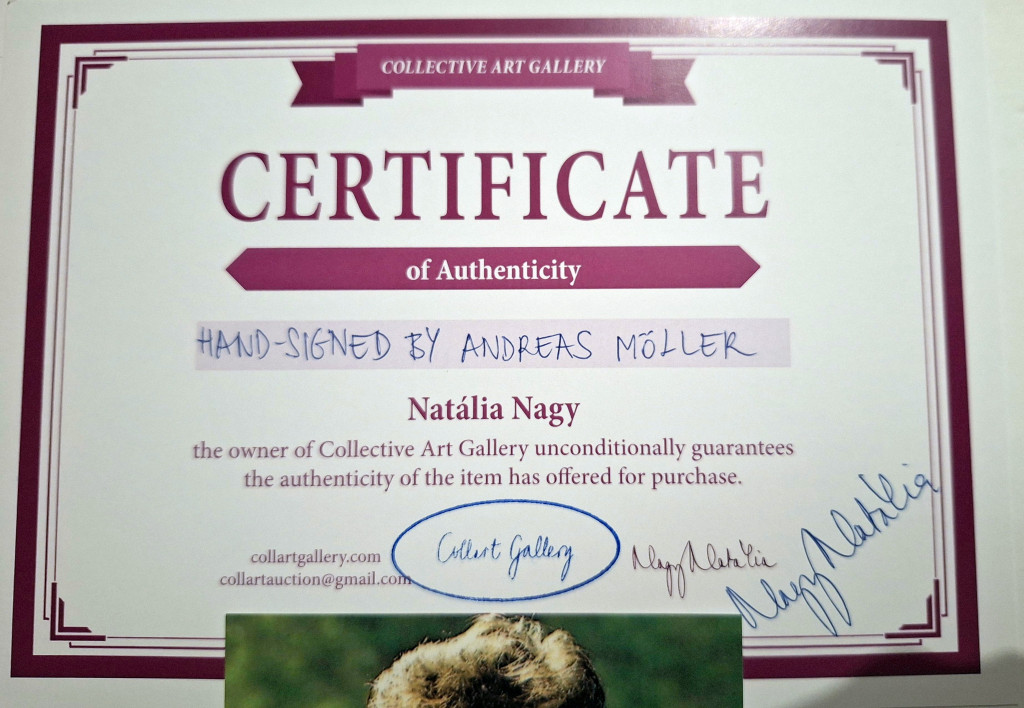 COLLECTIVE ART GALLERY
CERTIFICATE
of Authenticity
HAND-SIGNED BY ANDREAS MÖLLER
Natália Nagy
the owner of Collective Art Gallery unconditionally guarantees
the authenticity of the item has offered for purchase.
collartgallery.com
collartauction@gmail.com
Collart Gallery
Nagy Natália
Nagy Natália